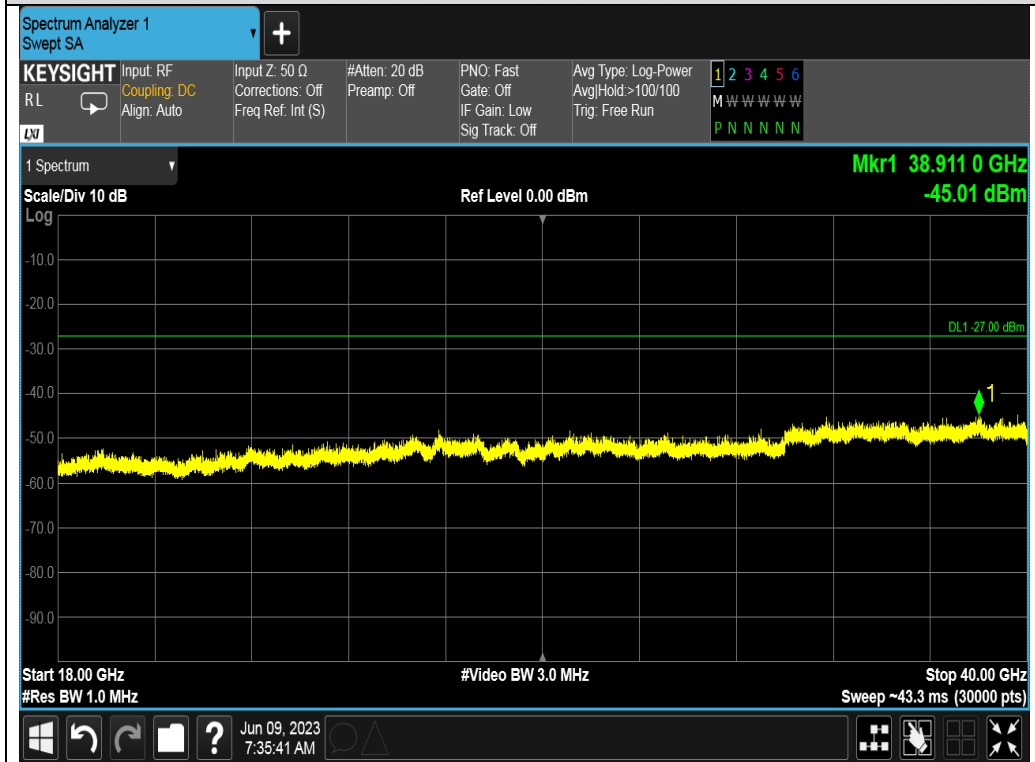 Spectrum Analyzer 1
Swept SA
KEYSIGHT
RL
LXI
Input: RF
Coupling: DC
Align: Auto
Input Z: 50 Ω
Corrections: Off
Freq Ref: Int (S)
#Atten: 20 dB
Preamp: Off
PNO: Fast
Gate: Off
IF Gain: Low
Sig Track: Off
Avg Type: Log-Power
Avg|Hold:>100/100
Trig: Free Run
1 2 3 4 5 6
M W W W W W
P N N N N N
1 Spectrum
Mkr1 38.911 0 GHz
-45.01 dBm
Scale/Div 10 dB
Ref Level 0.00 dBm
Log
-10.0
-20.0
DL1 -27.00 dBm
-30.0
-40.0
1
-50.0
-60.0
-70.0
-80.0
-90.0
Start 18.00 GHz
#Video BW 3.0 MHz
Stop 40.00 GHz
#Res BW 1.0 MHz
Sweep ~43.3 ms (30000 pts)
?
Jun 09, 2023
7:35:41 AM